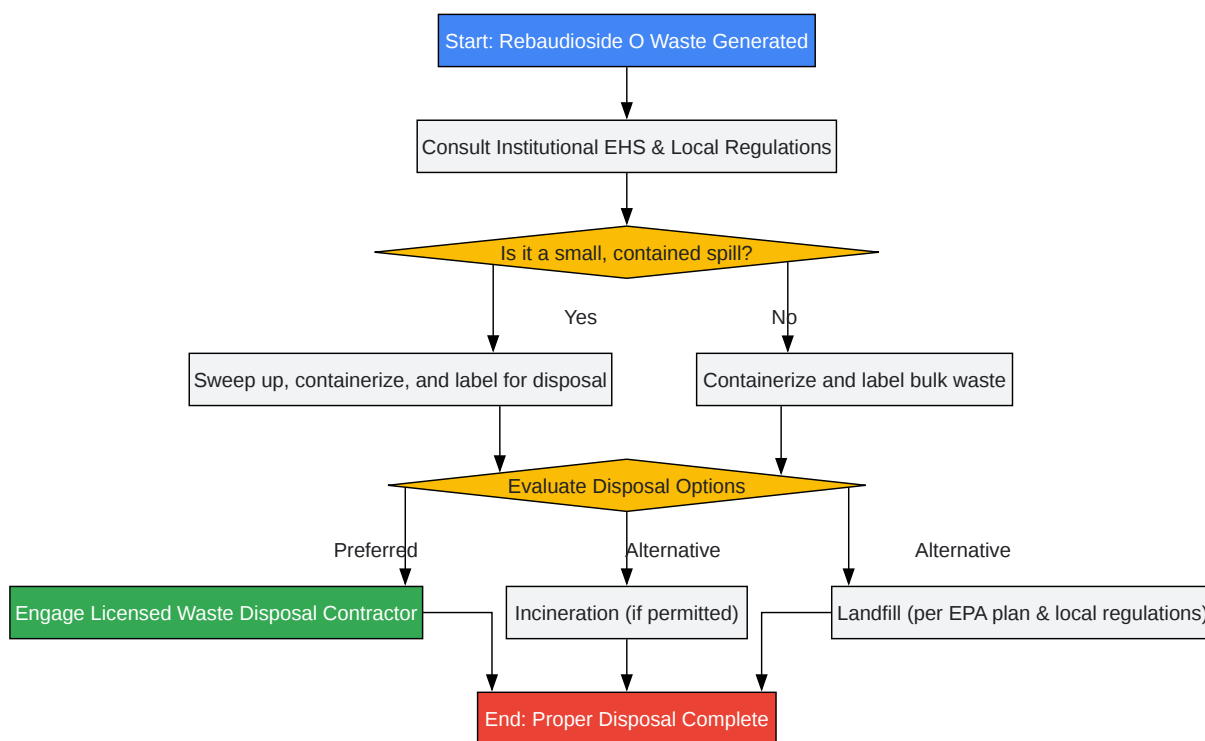 Start: Rebaudioside O Waste Generated
Consult Institutional EHS & Local Regulations
Is it a small, contained spill?
Yes
No
Sweep up, containerize, and label for disposal
Containerize and label bulk waste
Evaluate Disposal Options
Preferred
Alternative
Alternative
Engage Licensed Waste Disposal Contractor
Incineration (if permitted)
Landfill (per EPA plan & local regulations)
End: Proper Disposal Complete